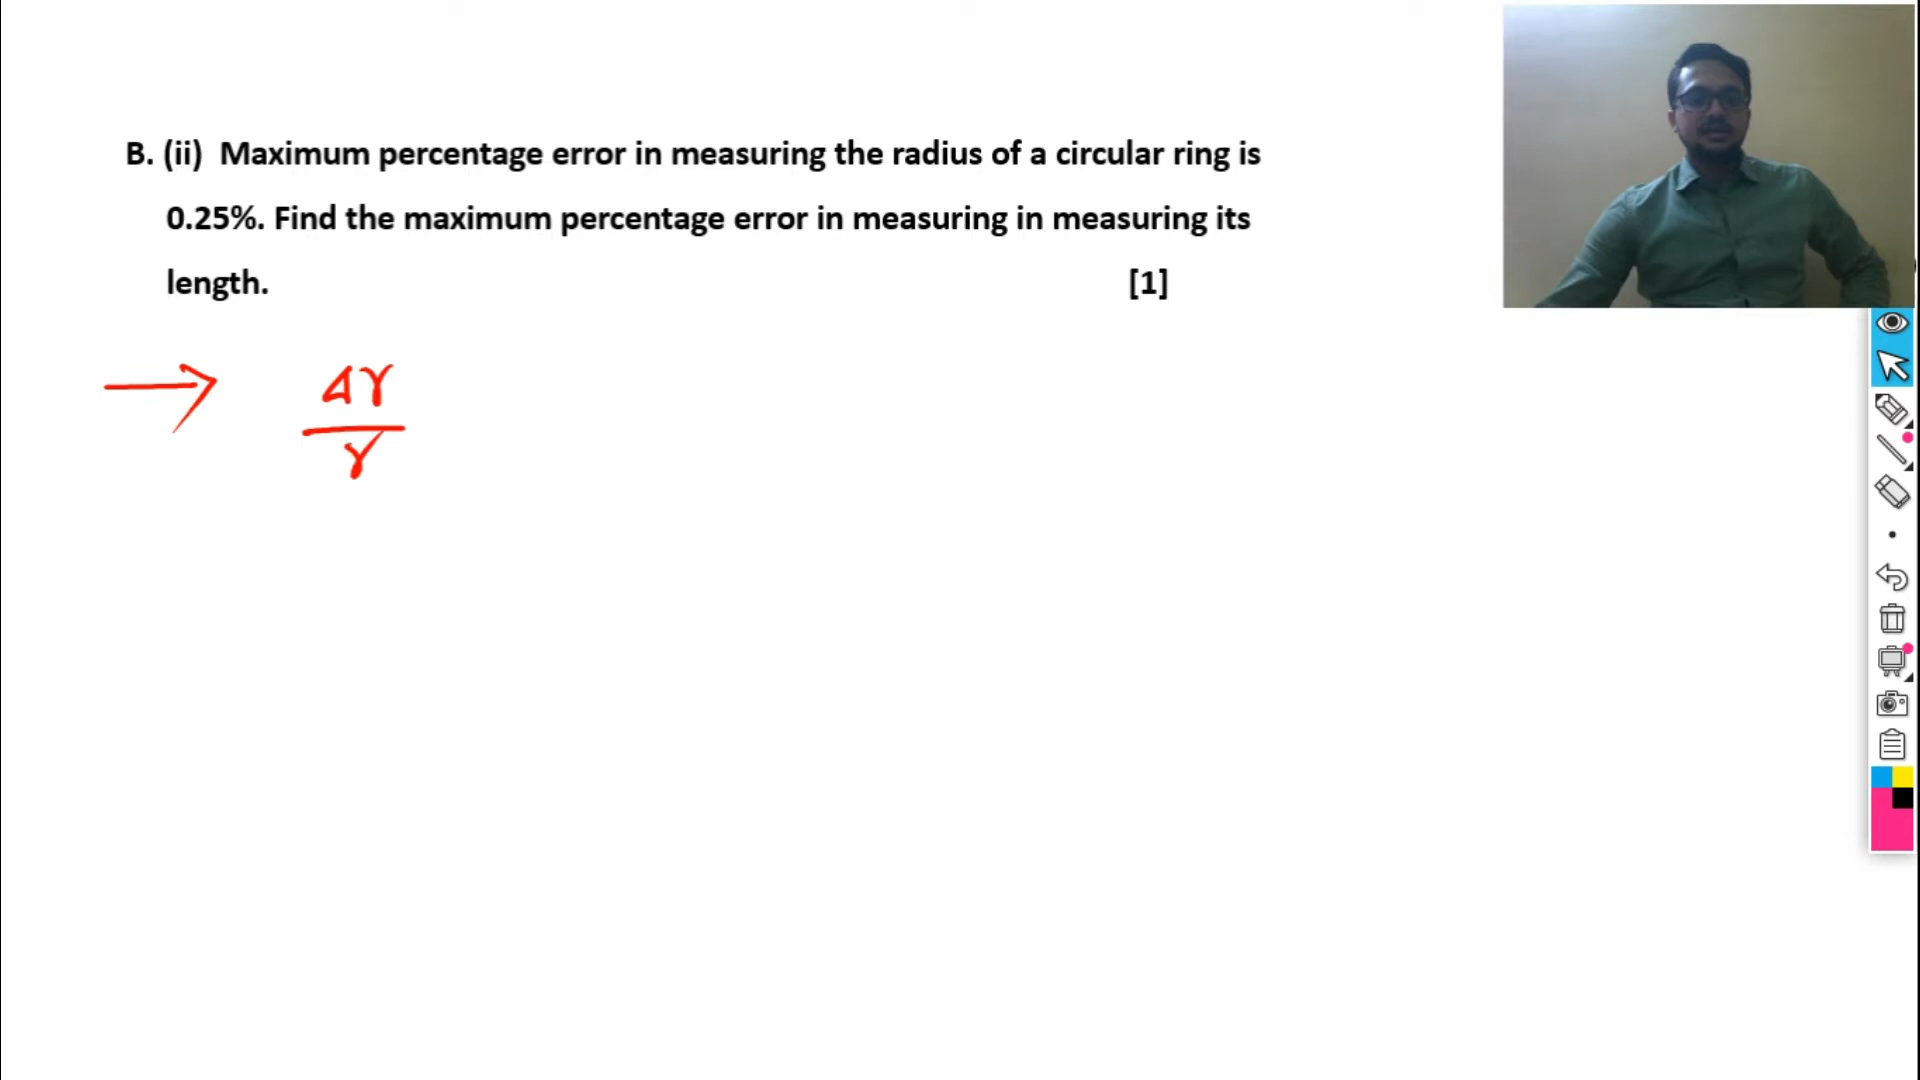 B. (ii) Maximum percentage error in measuring the radius of a circular ring is
0.25%. Find the maximum percentage error in measuring in measuring its
length. [1]
Δr
r